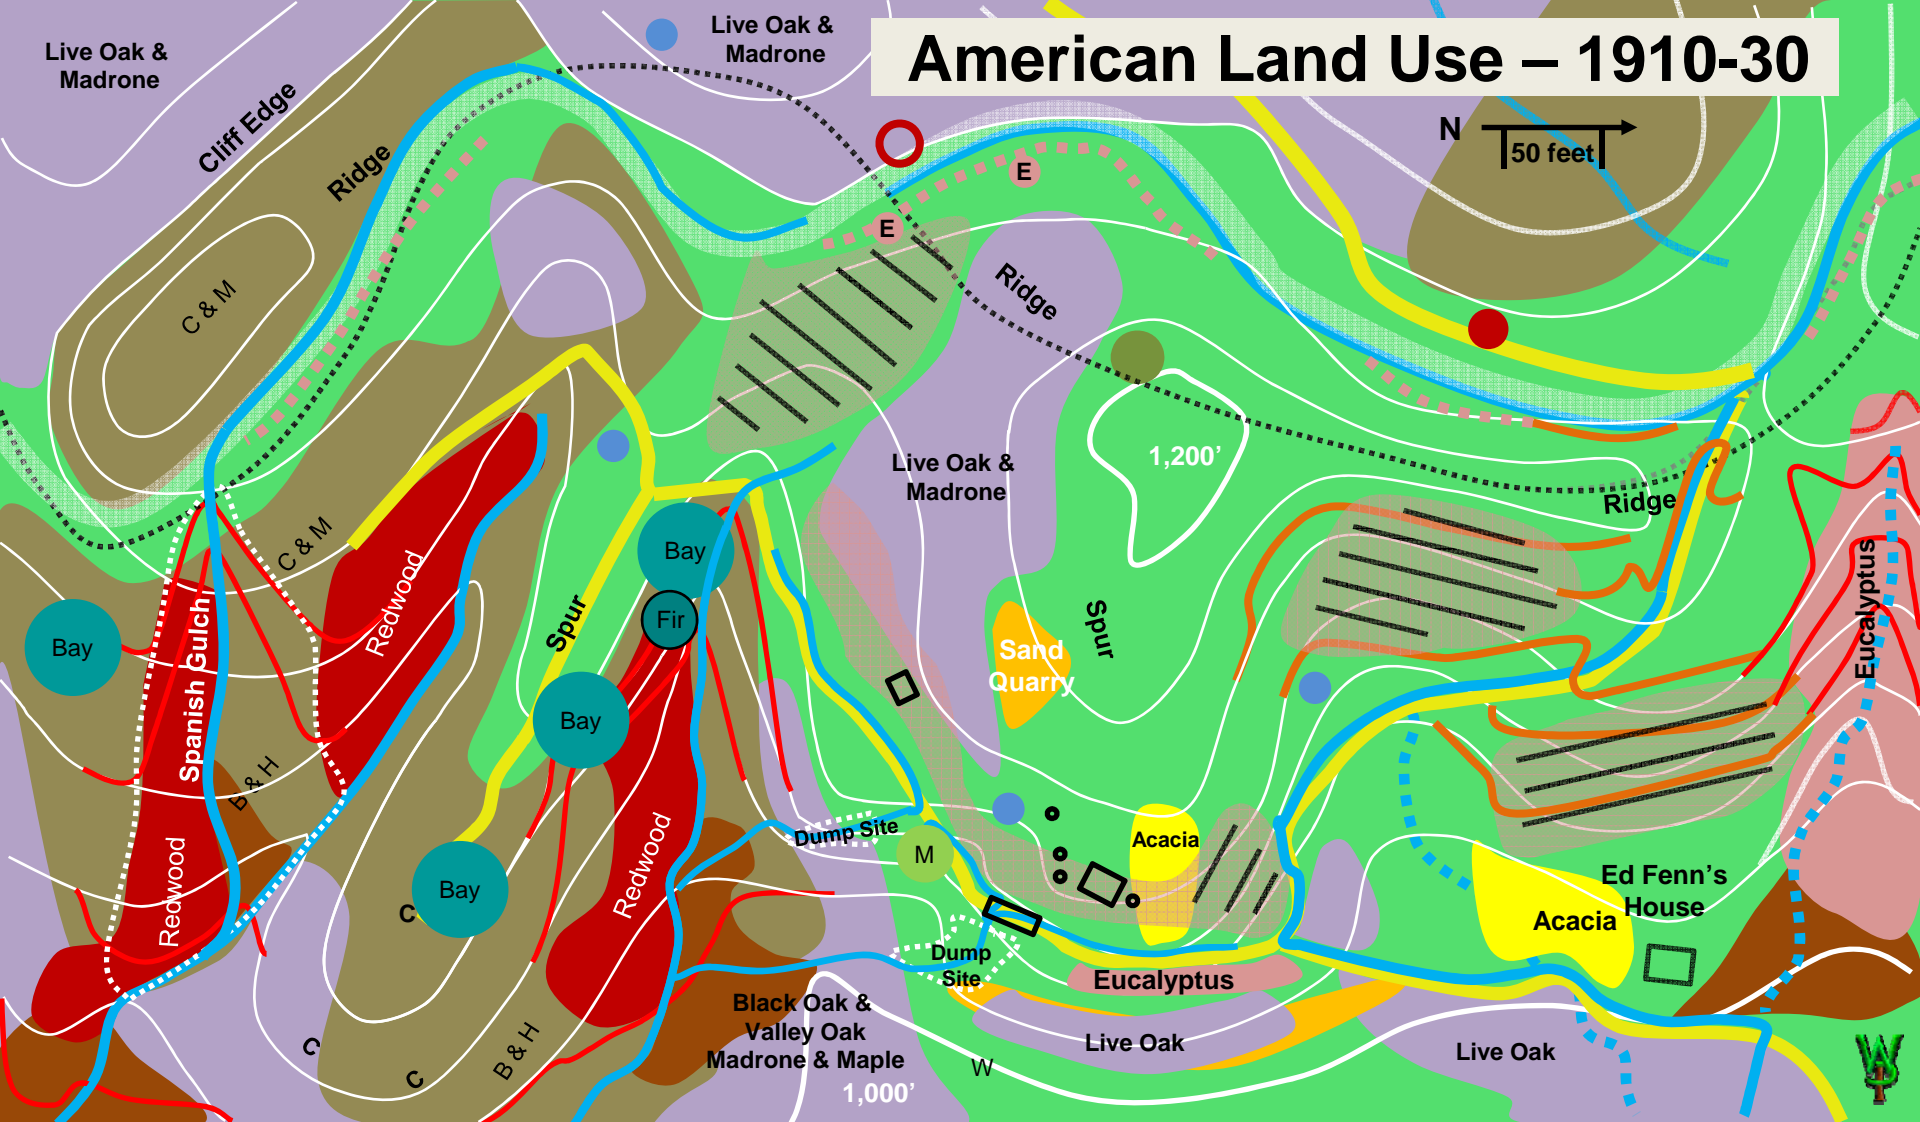 American Land Use – 1910-30
Live Oak &
Madrone
Live Oak &
Madrone
Cliff Edge
Ridge
N
50 feet
E
E
C & M
Ridge
1,200’
Live Oak &
Madrone
Ridge
C & M
Bay
Fir
Redwood
Spur
Spur
Eucalyptus
Bay
Spanish Gulch
Sand
Quarry
Bay
B & H
Dump Site
M
Acacia
Redwood
Redwood
Bay
C
Ed Fenn’s
House
Acacia
Dump
Site
Eucalyptus
Black Oak &
Valley Oak
Madrone & Maple
1,000’
Live Oak
Live Oak
W
B & H
C
C